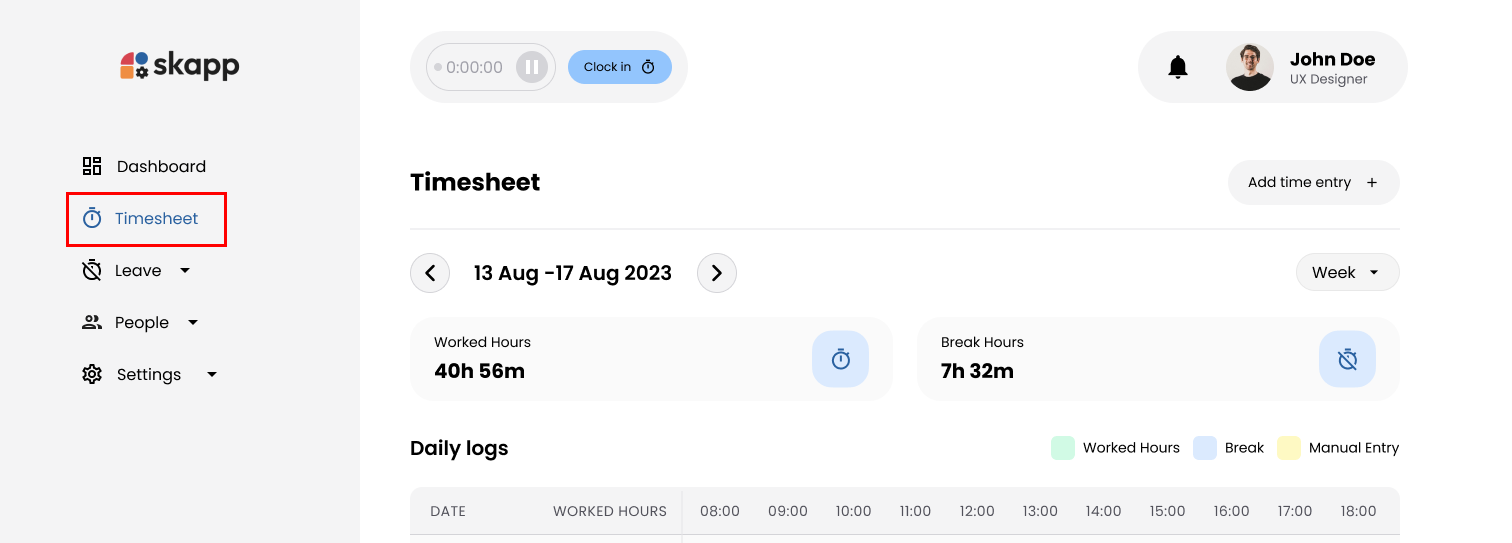 skapp
0:00:00
Clock in
John Doe
UX Designer
Dashboard
Timesheet
Leave
People
Settings
Timesheet
Add time entry +
13 Aug -17 Aug 2023
Week
Worked Hours
40h 56m
Break Hours
7h 32m
Daily logs
Worked Hours Break Manual Entry
DATE WORKED HOURS 08:00 09:00 10:00 11:00 12:00 13:00 14:00 15:00 16:00 17:00 18:00